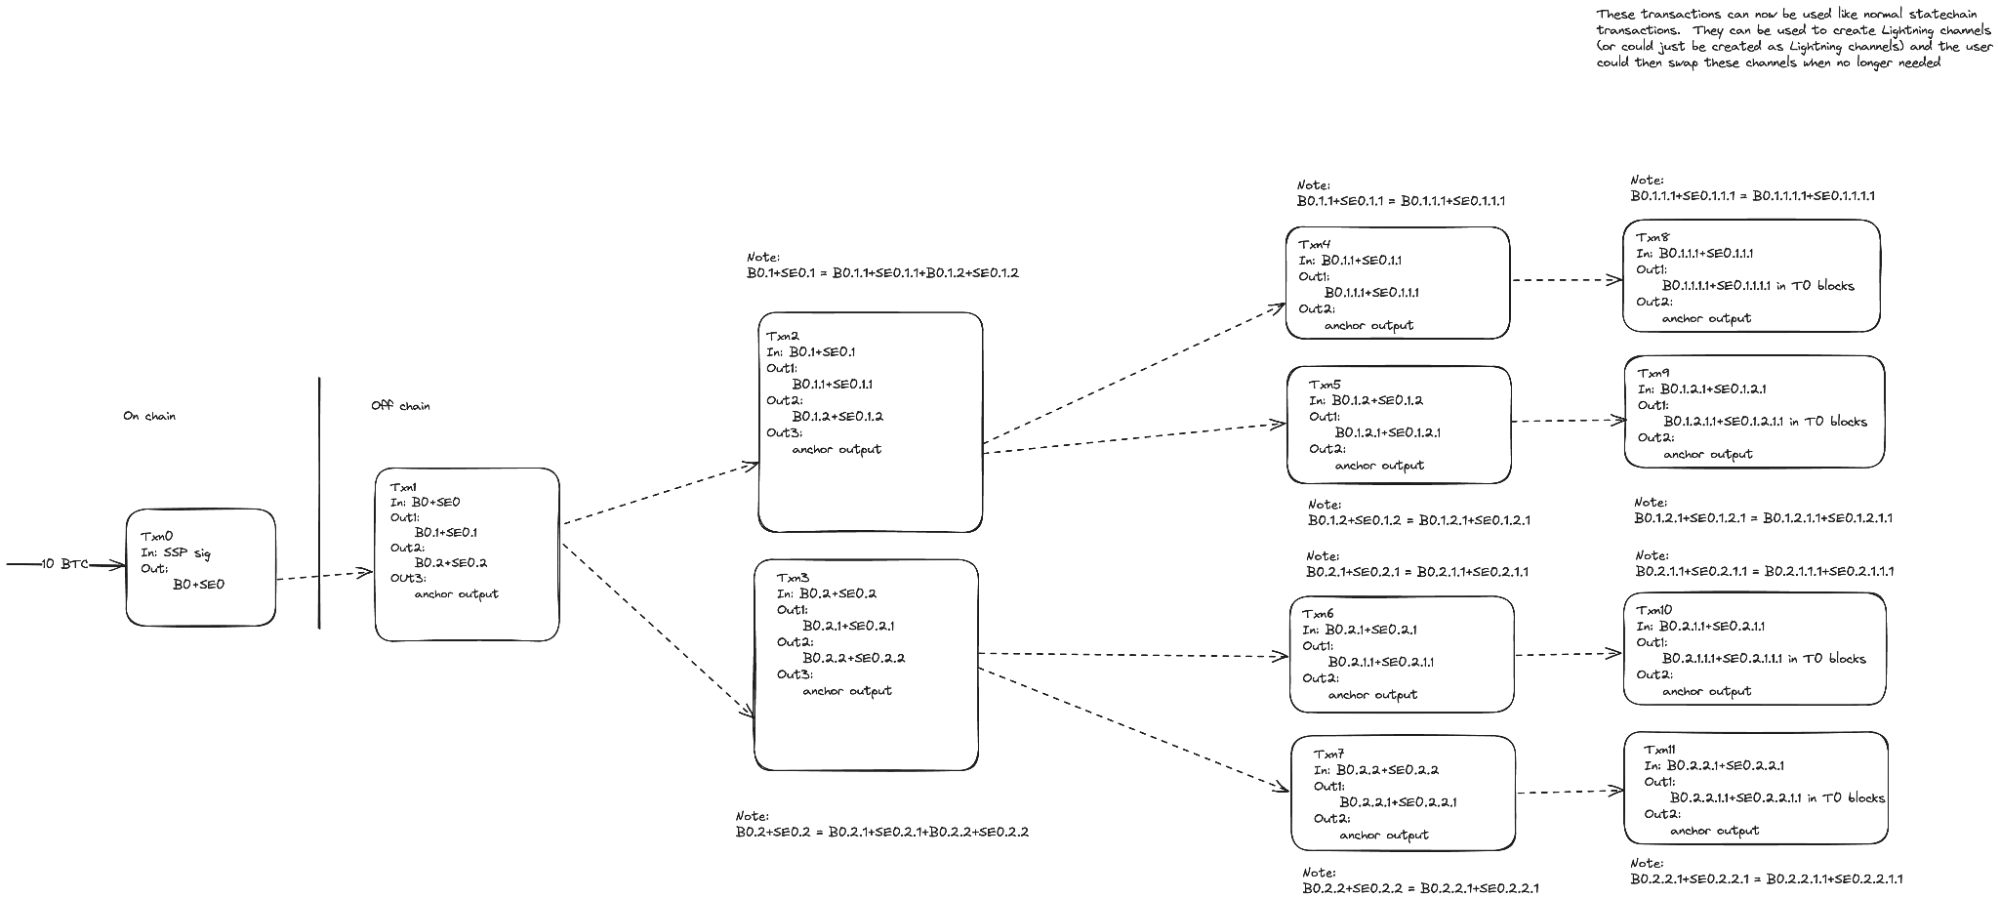 These transactions can now be used like normal statechain
transactions. They can be used to create Lightning channels
(or could just be created as Lightning channels) and the user
could then swap these channels when no longer needed
On chain
Off chain
10 BTC
Txn0
In: SSP sig
Out:
B0+SE0
Txn1
In: B0+SE0
Out1:
B0.1+SE0.1
Out2:
B0.2+SE0.2
OUt3:
anchor output
Note:
B0.1+SE0.1 = B0.1.1+SE0.1.1+B0.1.2+SE0.1.2
Txn2
In: B0.1+SE0.1
Out1:
B0.1.1+SE0.1.1
Out2:
B0.1.2+SE0.1.2
Out3:
anchor output
Txn3
In: B0.2+SE0.2
Out1:
B0.2.1+SE0.2.1
Out2:
B0.2.2+SE0.2.2
Out3:
anchor output
Note:
B0.2+SE0.2 = B0.2.1+SE0.2.1+B0.2.2+SE0.2.2
Note:
B0.1.1+SE0.1.1 = B0.1.1.1+SE0.1.1.1
Txn4
In: B0.1.1+SE0.1.1
Out1:
B0.1.1.1+SE0.1.1.1
Out2:
anchor output
Txn5
In: B0.1.2+SE0.1.2
Out1:
B0.1.2.1+SE0.1.2.1
Out2:
anchor output
Note:
B0.1.2+SE0.1.2 = B0.1.2.1+SE0.1.2.1
Note:
B0.2.1+SE0.2.1 = B0.2.1.1+SE0.2.1.1
Txn6
In: B0.2.1+SE0.2.1
Out1:
B0.2.1.1+SE0.2.1.1
Out2:
anchor output
Txn7
In: B0.2.2+SE0.2.2
Out1:
B0.2.2.1+SE0.2.2.1
Out2:
anchor output
Note:
B0.2.2+SE0.2.2 = B0.2.2.1+SE0.2.2.1
Note:
B0.1.1.1+SE0.1.1.1 = B0.1.1.1.1+SE0.1.1.1.1
Txn8
In: B0.1.1.1+SE0.1.1.1
Out1:
B0.1.1.1.1+SE0.1.1.1.1 in T0 blocks
Out2:
anchor output
Txn9
In: B0.1.2.1+SE0.1.2.1
Out:
B0.1.2.1.1+SE0.1.2.1.1 in T0 blocks
Out2:
anchor output
Note:
B0.1.2.1+SE0.1.2.1 = B0.1.2.1.1+SE0.1.2.1.1
Note:
B0.2.1.1+SE0.2.1.1 = B0.2.1.1.1+SE0.2.1.1.1
Txn10
In: B0.2.1.1+SE0.2.1.1
Out1:
B0.2.1.1.1+SE0.2.1.1.1 in T0 blocks
Out2:
anchor output
Txn11
In: B0.2.2.1+SE0.2.2.1
Out1:
B0.2.2.1.1+SE0.2.2.1.1 in T0 blocks
Out2:
anchor output
Note:
B0.2.2.1+SE0.2.2.1 = B0.2.2.1.1+SE0.2.2.1.1